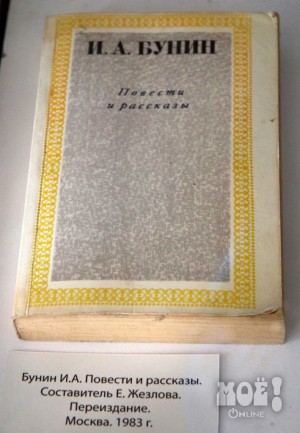 И. А. БУНИН
Повести
и рассказы
Бунин И.А. Повести и рассказы.
Составитель Е. Жезлова.
Переиздание.
Москва. 1983 г.
МОЁ!
ONLINE